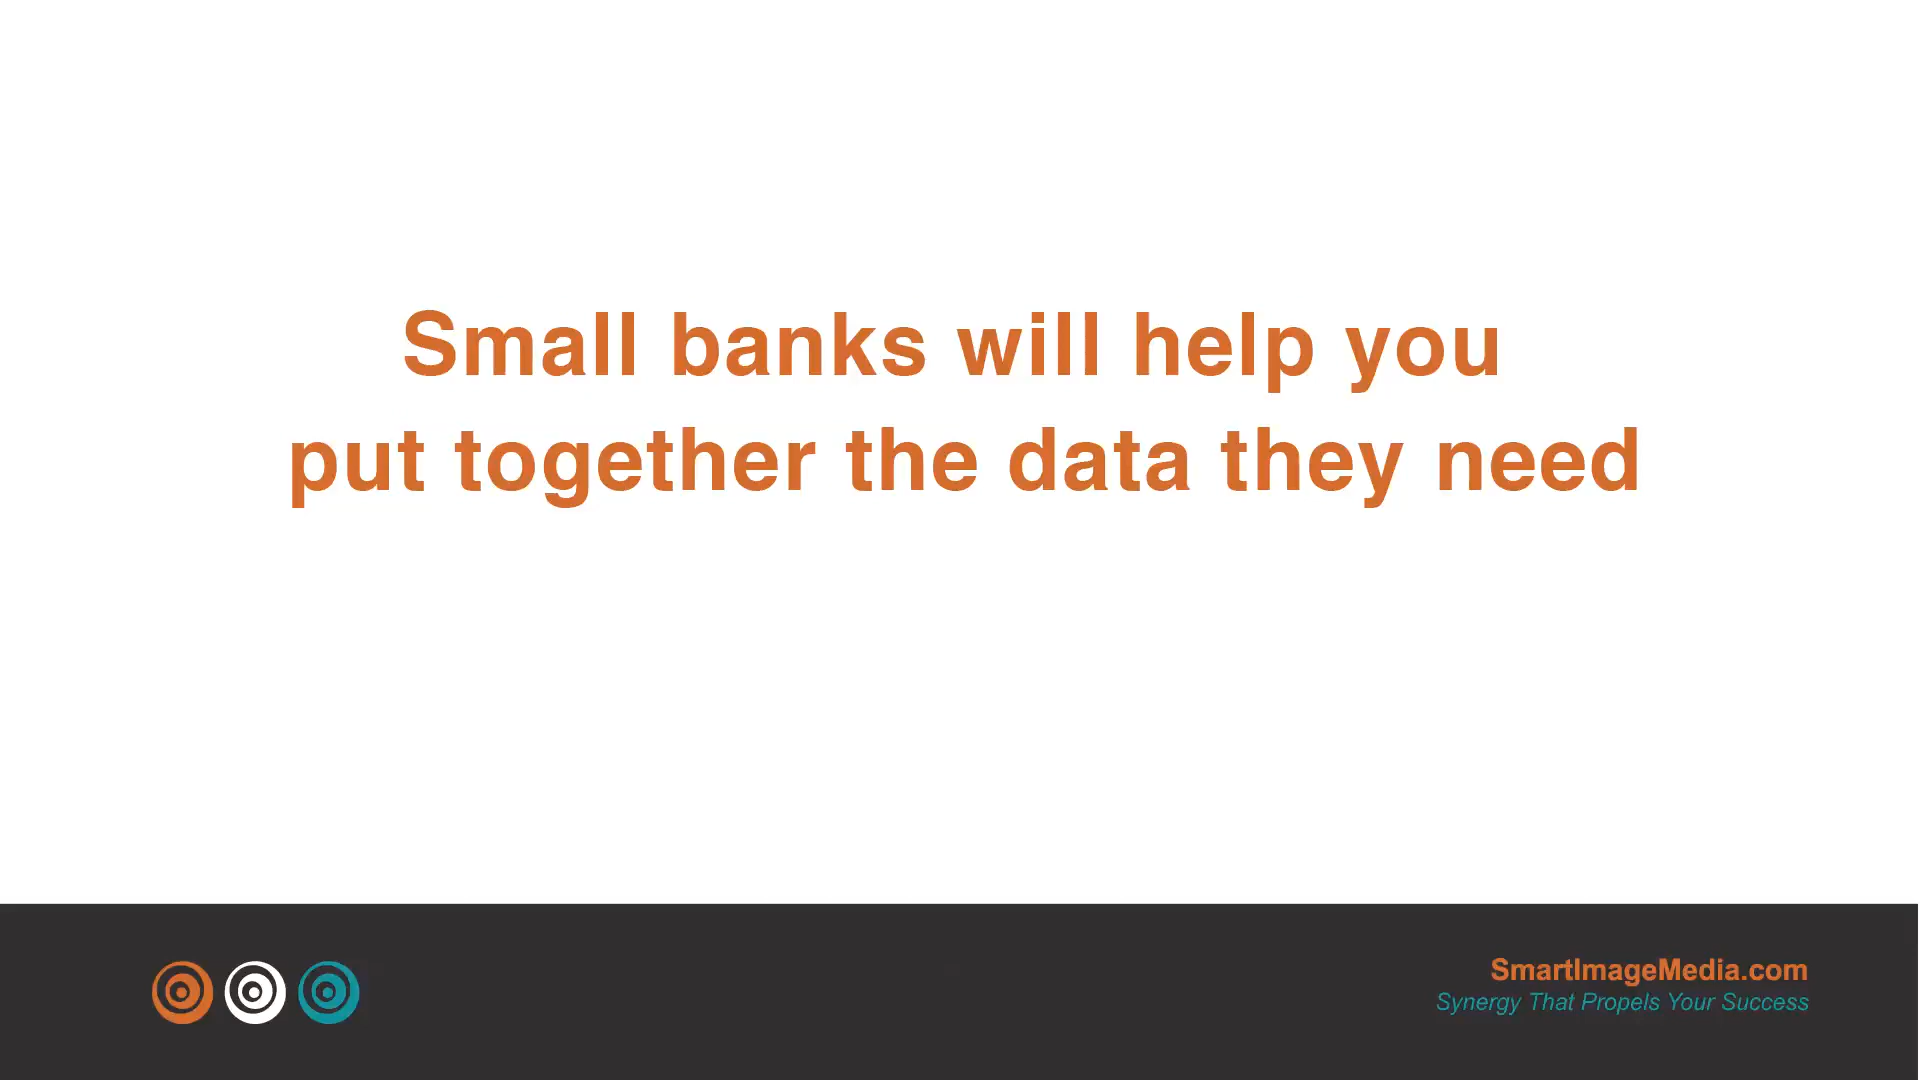 Small banks will help you
put together the data they need
SmartImageMedia.com
Synergy That Propels Your Success